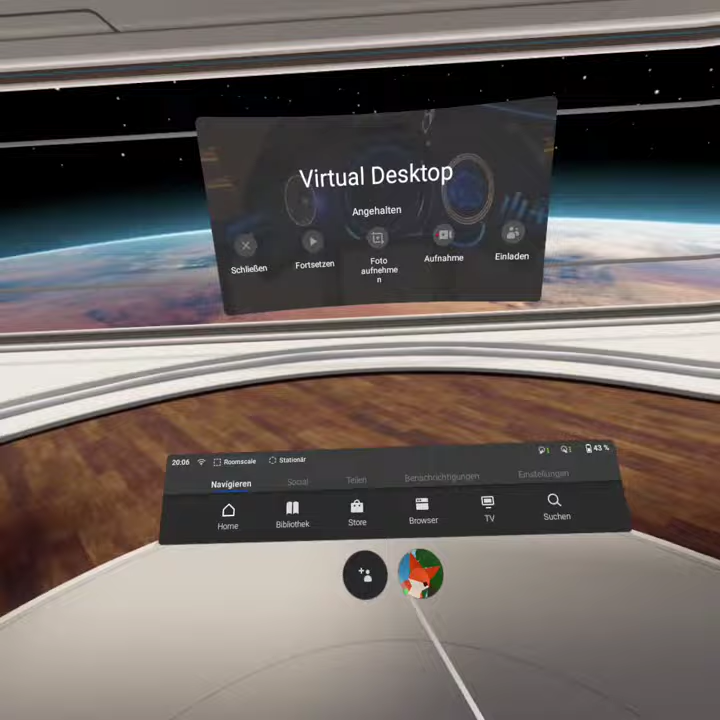 Virtual Desktop
Angehalten
Schließen
Fortsetzen
Foto
aufnehme
n
Aufnahme
Einladen
20:06 Roomscale Stationär 43 %
Navigieren Social Teilen Benachrichtigungen Einstellungen
Home Bibliothek Store Browser TV Suchen